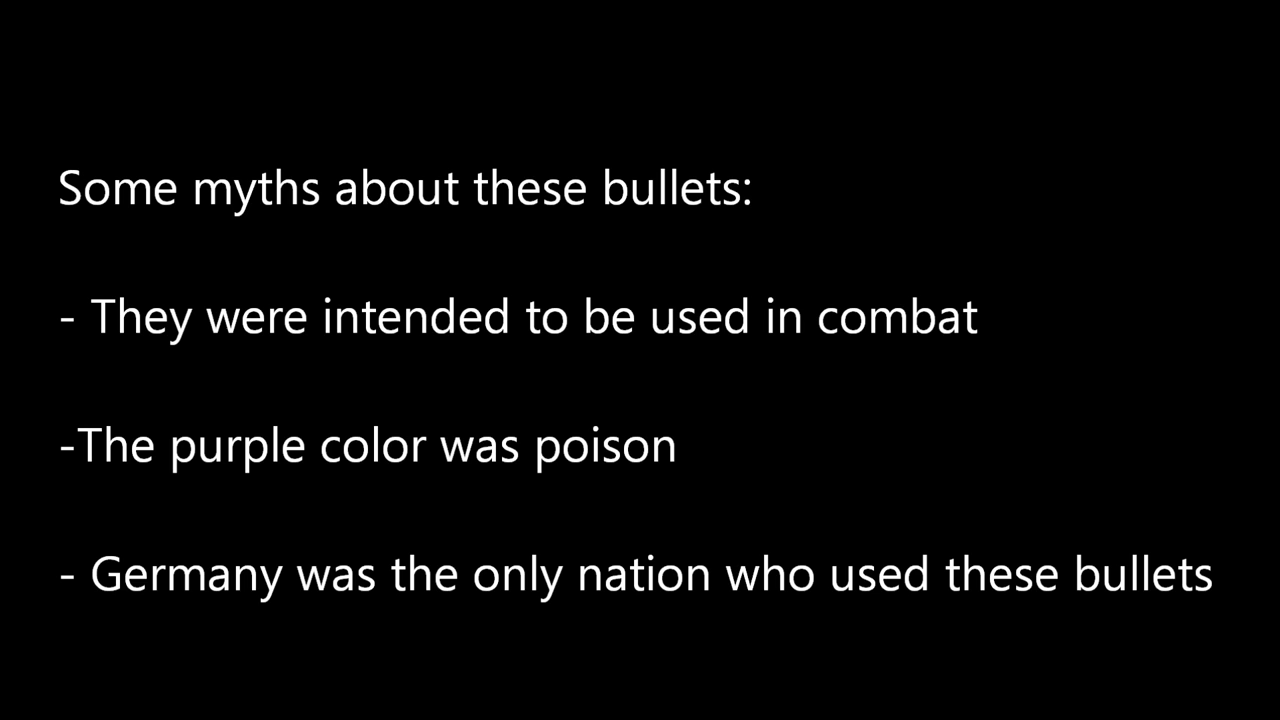 Some myths about these bullets:
- They were intended to be used in combat
-The purple color was poison
- Germany was the only nation who used these bullets